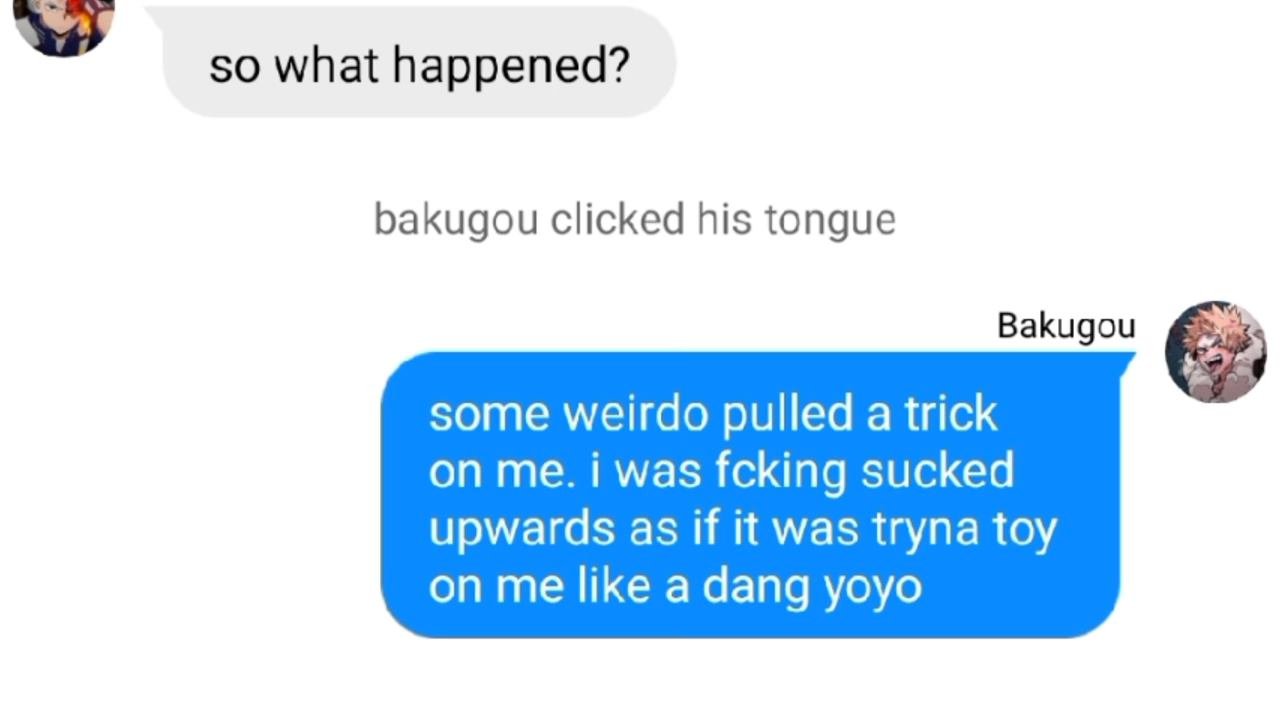 so what happened?
bakugou clicked his tongue
Bakugou
some weirdo pulled a trick
on me. i was fcking sucked
upwards as if it was tryna toy
on me like a dang yoyo